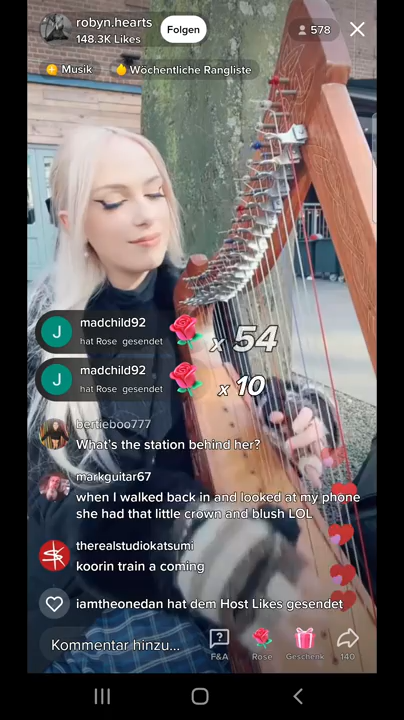 robyn.hearts
148.3K Likes
Folgen
578
Musik
Wöchentliche Rangliste
J
madchild92
hat Rose gesendet
x 54
J
madchild92
hat Rose gesendet
x 10
bertieboo777
What's the station behind her?
markguitar67
when I walked back in and looked at my phone
she had that little crown and blush LOL
therealstudiokatsumi
koorin train a coming
iamtheonedan hat dem Host Likes gesendet
Kommentar hinzu...
F&A
Rose
Geschenk
140